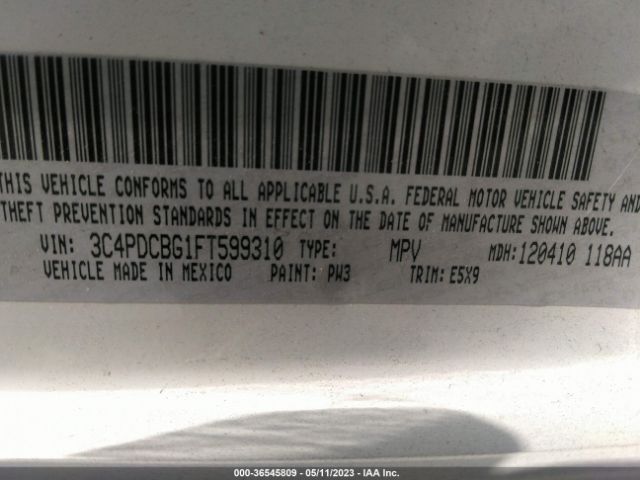 THIS VEHICLE CONFORMS TO ALL APPLICABLE U.S.A. FEDERAL MOTOR VEHICLE SAFETY AND
THEFT PREVENTION STANDARDS IN EFFECT ON THE DATE OF MANUFACTURE SHOWN ABOVE.
VIN: 3C4PDCBG1FT599310 TYPE: MPV MDH:120410 118AA
VEHICLE MADE IN MEXICO PAINT: PW3 TRIM: E5X9
000-36545809 - 05/11/2023 - IAA Inc.